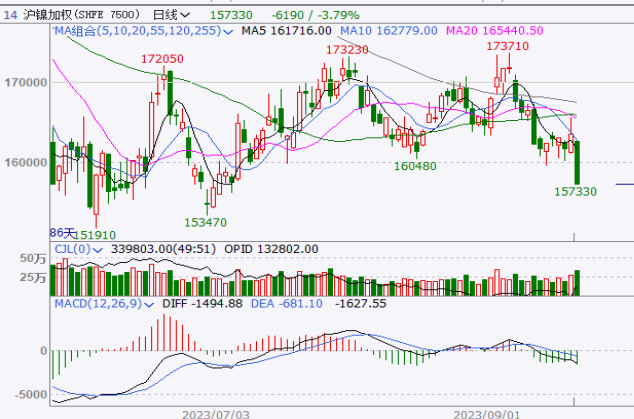 14 沪镍加权(SHFE 7500) 日线 157330 -6190 / -3.79%
MA组合(5,10,20,55,120,255) MA5 161716.00 MA10 162779.00 MA20 165440.50
172050
173230
173710
170000
160000
160480
157330
153470
86天
151910
CJL(0) 339803.00(49:51) OPID 132802.00
50万
25万
MACD(12,26,9) DIFF -1494.88 DEA -681.10 -1627.55
0
-5000
2023/07/03 2023/09/01